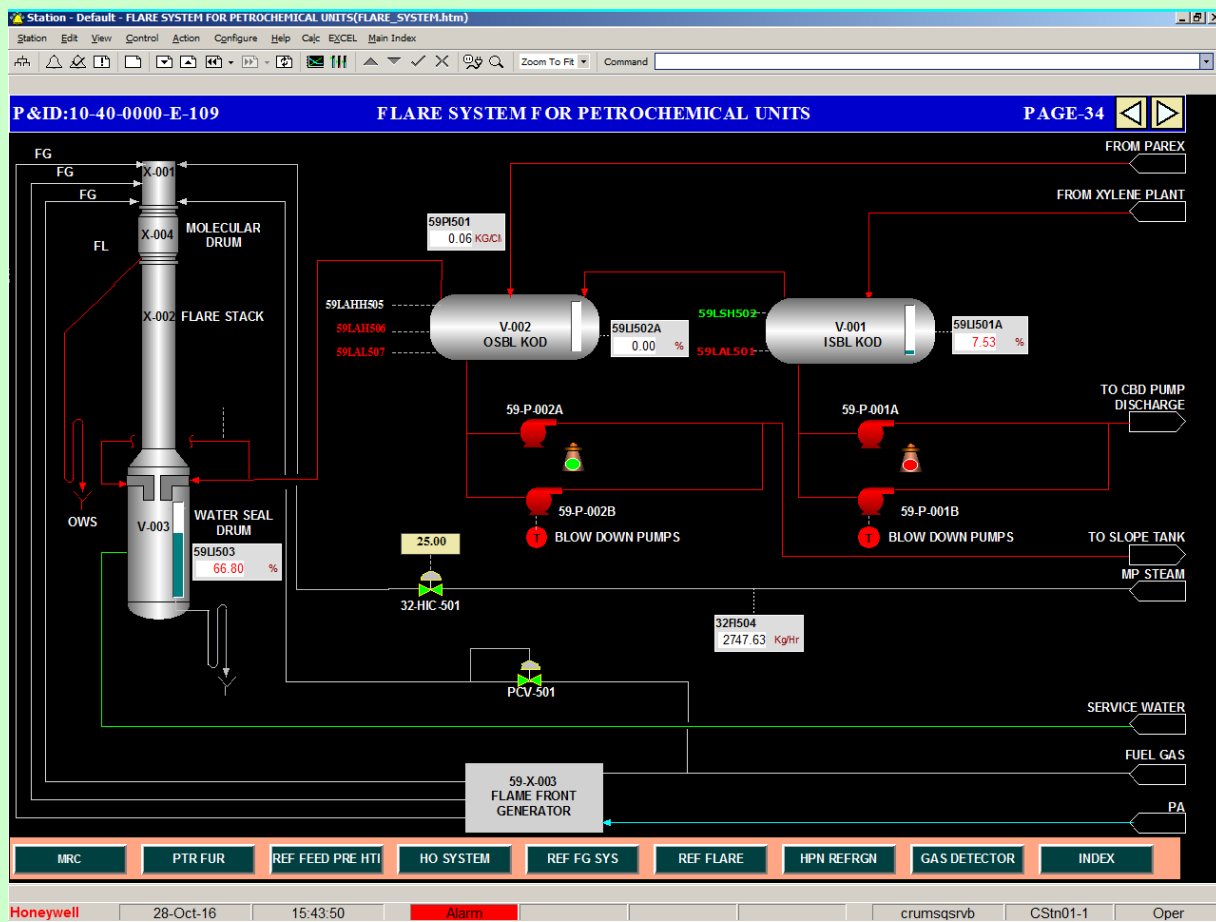 Station - Default - FLARE SYSTEM FOR PETROCHEMICAL UNITS(FLARE_SYSTEM.htm)
Station Edit View Control Action Configure Help Calc EXCEL Main Index
Zoom To Fit Command
P&ID:10-40-0000-E-109 FLARE SYSTEM FOR PETROCHEMICAL UNITS PAGE-34
FROM PAREX
FG
X-001
FG
FG
FROM XYLENE PLANT
59PI501
0.06 KG/C
MOLECULAR
DRUM
X-004
FL
59LAHH505
59LAH506
59LAL507
V-002
OSBL KOD
59LI502A
0.00 %
59LSH502
59LAL501
V-001
ISBL KOD
59LI501A
7.53 %
X-002 FLARE STACK
TO CBD PUMP
DISCHARGE
59-P-002A
59-P-001A
59-P-002B
59-P-001B
T BLOW DOWN PUMPS
T BLOW DOWN PUMPS
OWS
V-003
WATER SEAL
DRUM
59LI503
66.80 %
TO SLOPE TANK
25.00
32-HIC-501
MP STEAM
32FI504
2747.63 Kg/Hr
PCV-501
SERVICE WATER
FUEL GAS
59-X-003
FLAME FRONT
GENERATOR
PA
MRC PTR FUR REF FEED PRE HTI HO SYSTEM REF FG SYS REF FLARE HPN REFRGN GAS DETECTOR INDEX
Honeywell 28-Oct-16 15:43:50 Alarm crumsqsrvb CStn01-1 Oper